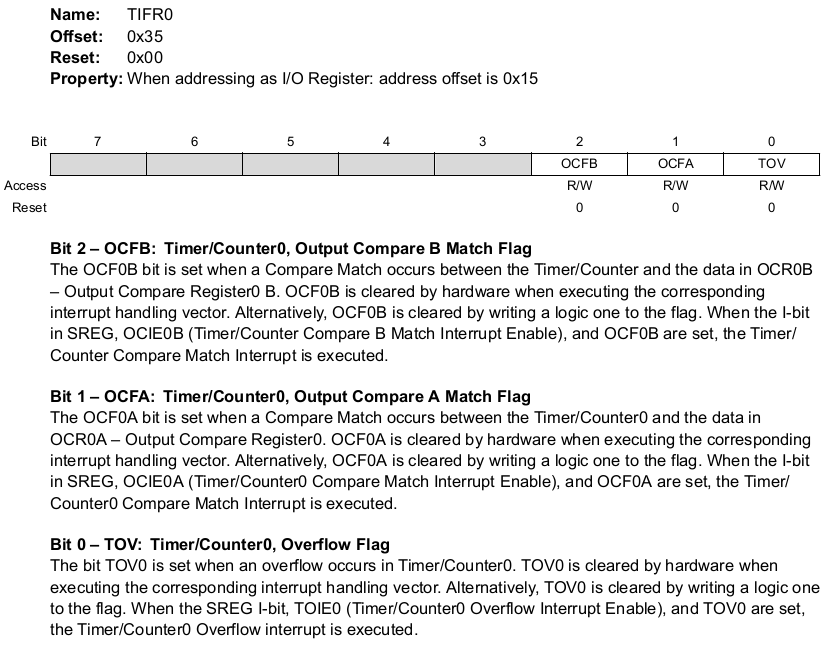 Name: TIFR0
Offset: 0x35
Reset: 0x00
Property: When addressing as I/O Register: address offset is 0x15
Bit 7 6 5 4 3 2 1 0
OCFB OCFA TOV
Access R/W R/W R/W
Reset 0 0 0
Bit 2 – OCFB: Timer/Counter0, Output Compare B Match Flag
The OCF0B bit is set when a Compare Match occurs between the Timer/Counter and the data in OCR0B
– Output Compare Register0 B. OCF0B is cleared by hardware when executing the corresponding
interrupt handling vector. Alternatively, OCF0B is cleared by writing a logic one to the flag. When the I-bit
in SREG, OCIE0B (Timer/Counter Compare B Match Interrupt Enable), and OCF0B are set, the Timer/
Counter Compare Match Interrupt is executed.
Bit 1 – OCFA: Timer/Counter0, Output Compare A Match Flag
The OCF0A bit is set when a Compare Match occurs between the Timer/Counter0 and the data in
OCR0A – Output Compare Register0. OCF0A is cleared by hardware when executing the corresponding
interrupt handling vector. Alternatively, OCF0A is cleared by writing a logic one to the flag. When the I-bit
in SREG, OCIE0A (Timer/Counter0 Compare Match Interrupt Enable), and OCF0A are set, the Timer/
Counter0 Compare Match Interrupt is executed.
Bit 0 – TOV: Timer/Counter0, Overflow Flag
The bit TOV0 is set when an overflow occurs in Timer/Counter0. TOV0 is cleared by hardware when
executing the corresponding interrupt handling vector. Alternatively, TOV0 is cleared by writing a logic one
to the flag. When the SREG I-bit, TOIE0 (Timer/Counter0 Overflow Interrupt Enable), and TOV0 are set,
the Timer/Counter0 Overflow interrupt is executed.